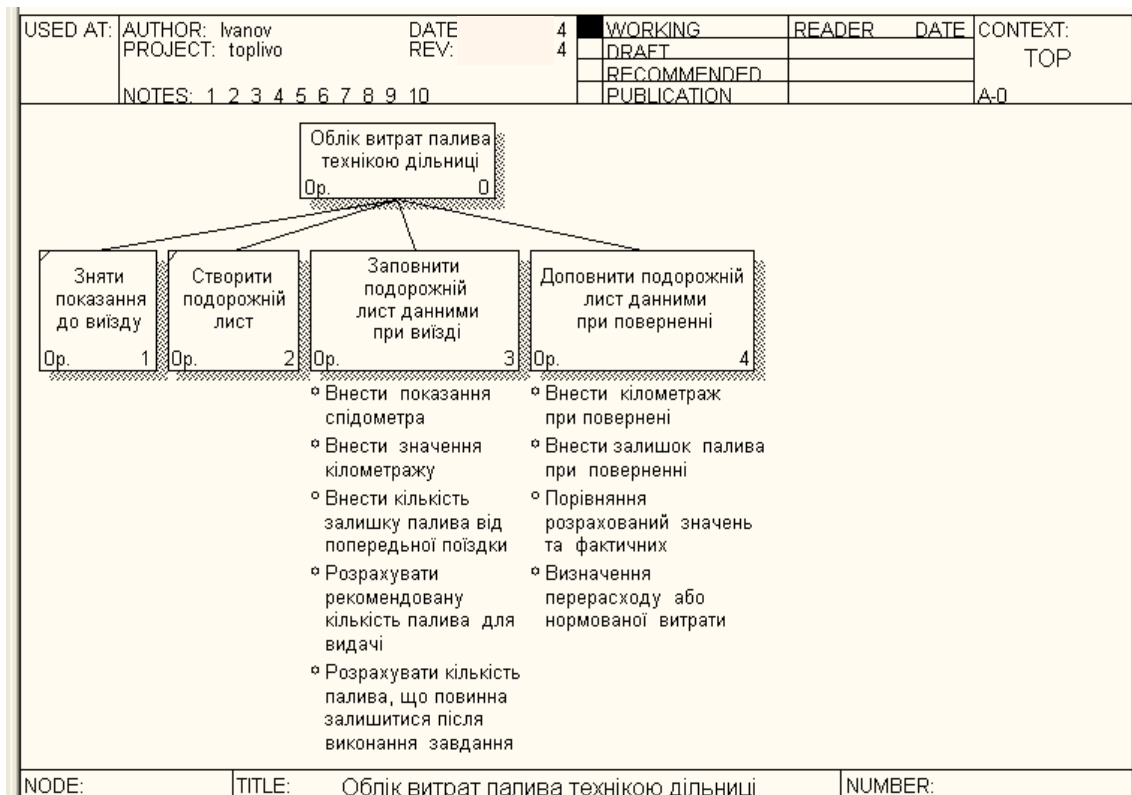 USED AT: AUTHOR: Ivanov DATE 4 WORKING READER DATE CONTEXT:
PROJECT: toplivo REV: 4 DRAFT TOP
RECOMMENDED
NOTES: 1 2 3 4 5 6 7 8 9 10 PUBLICATION A-0
Облік витрат палива
технікою дільниці
0р. 0
Зняти
показання
до виїзду
0р. 1
Створити
подорожній
лист
0р. 2
Заповнити
подорожній
лист данними
при виїзді
0р. 3
Доповнити подорожній
лист данними
при поверненні
0р. 4
Внести показання
спідометра
Внести значення
кілометражу
Внести кількість
залишку палива від
попередьної поїздки
Розрахувати
рекомендовану
кількість палива для
видачі
Розрахувати кількість
палива, що повинна
залишитися після
виконання завдання
Внести кілометраж
при повернені
Внести залишок палива
при поверненні
Порівняння
розрахований значень
та фактичних
Визначення
перерасходу або
нормованої витрати
NODE: TITLE: Облік витрат палива технікою дільниці NUMBER: